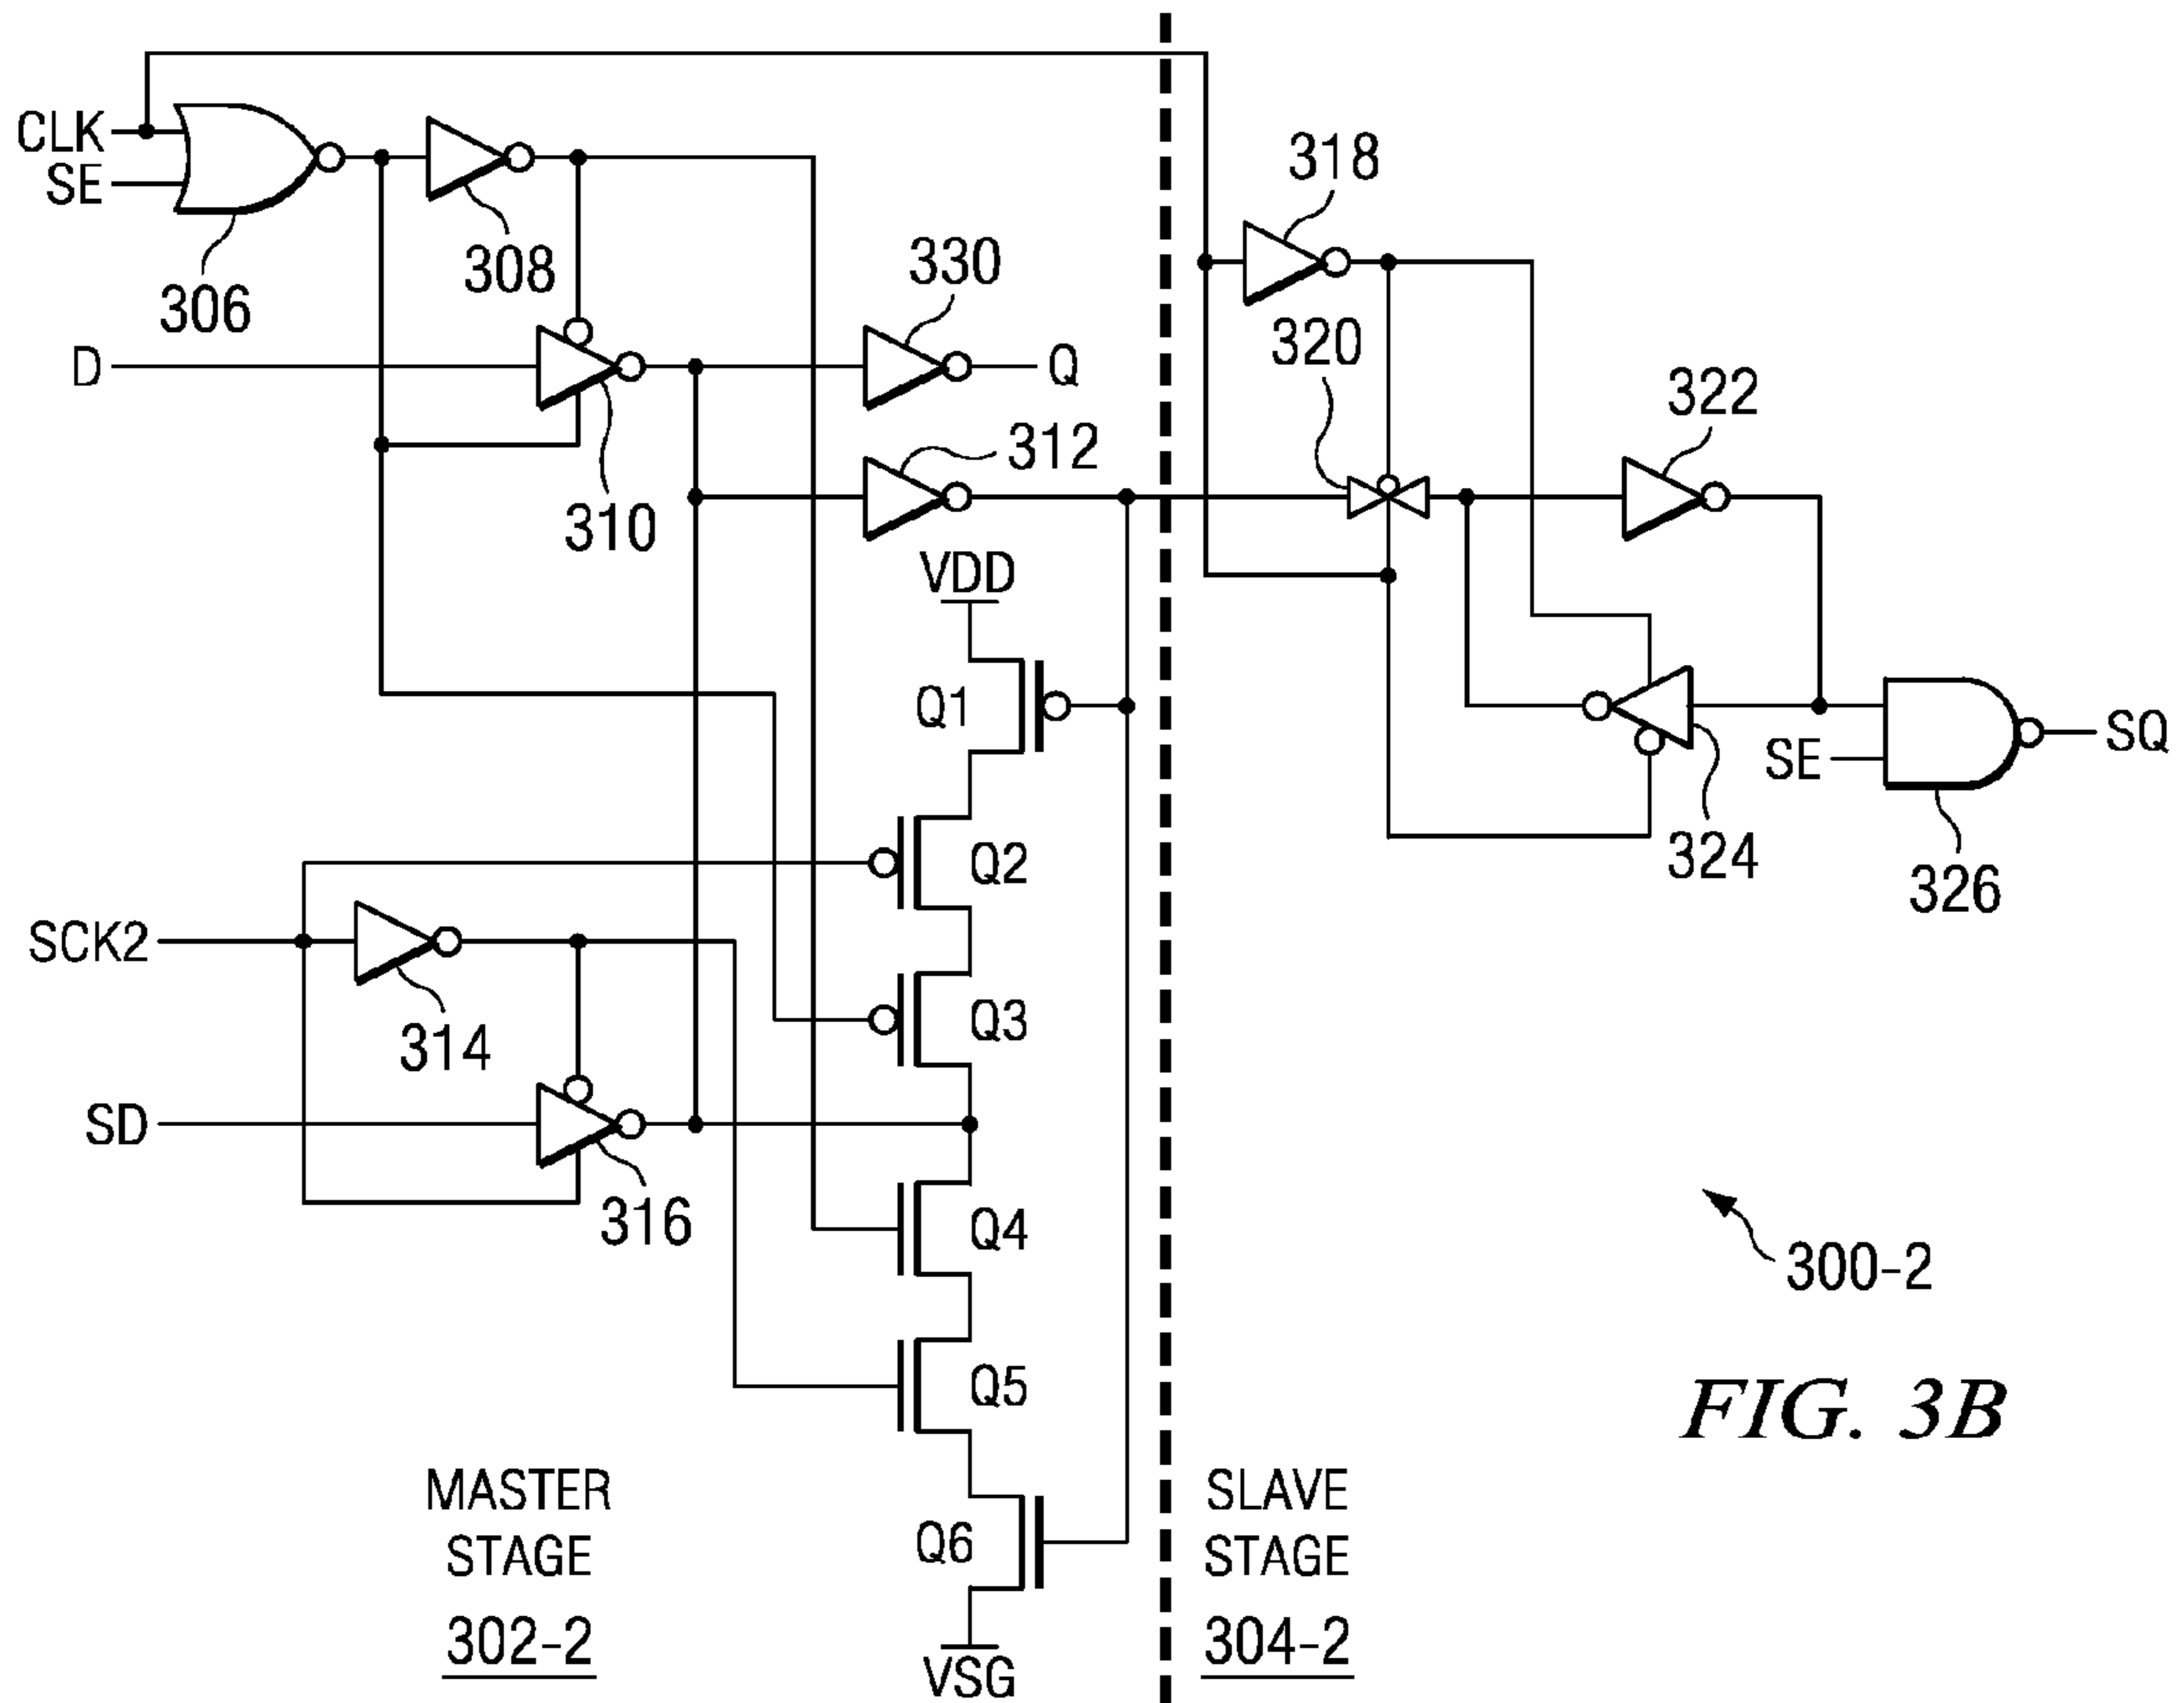 CLK
SE
306
308
318
330
320
D
Q
310
312
322
VDD
Q1
SE
SQ
324
326
Q2
SCK2
314
Q3
SD
316
Q4
300-2
Q5
FIG. 3B
MASTER
STAGE
302-2
Q6
SLAVE
STAGE
304-2
VSG